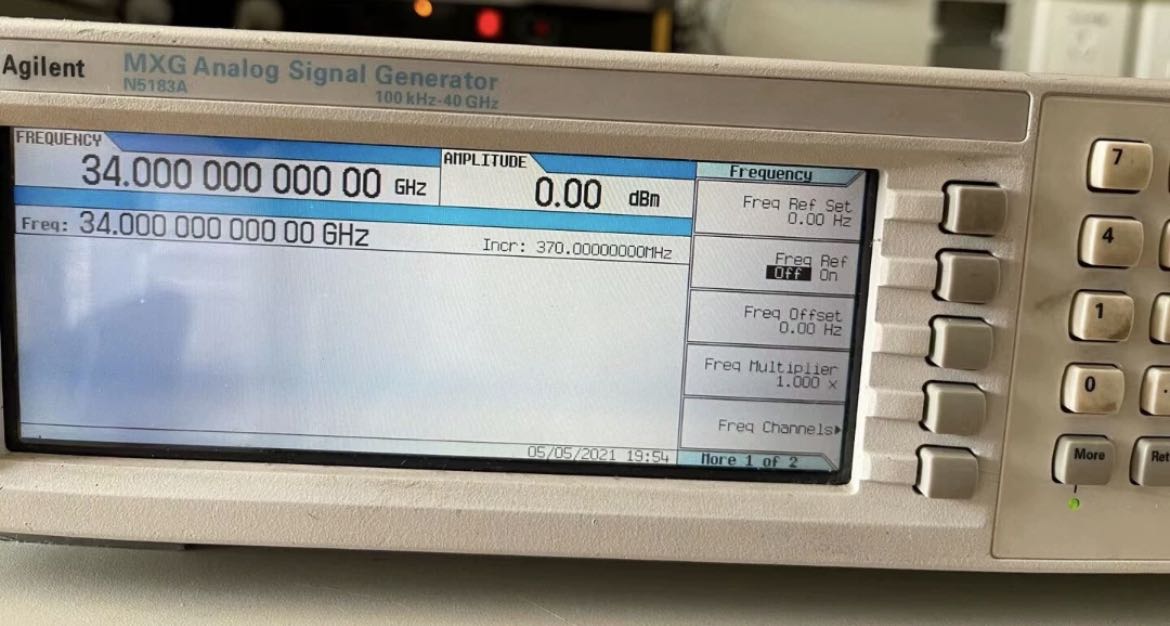 Agilent MXG Analog Signal Generator
N5183A
100 kHz-40 GHz
FREQUENCY
34.000 000 000 00 GHz
AMPLITUDE
0.00 dBm
Freq: 34.000 000 000 00 GHz
Incr: 370.00000000MHz
05/05/2021 19:54
Frequency
Freq Ref Set
0.00 Hz
Freq Ref
Off On
Freq Offset
0.00 Hz
Freq Multiplier
1.000 x
Freq Channels
More 1 of 2
7
4
1
0
.
More
Ret